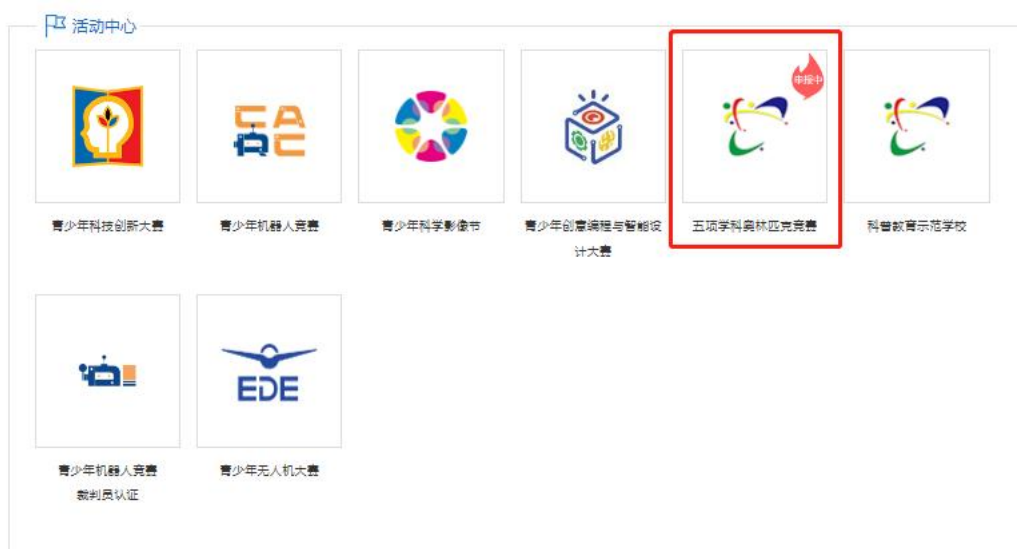 活动中心
申报中
CA
RC
青少年科技创新大赛
青少年机器人竞赛
青少年科学影像节
青少年创意编程与智能设
计大赛
五项学科奥林匹克竞赛
科普教育示范学校
EDE
青少年机器人竞赛
裁判员认证
青少年无人机大赛